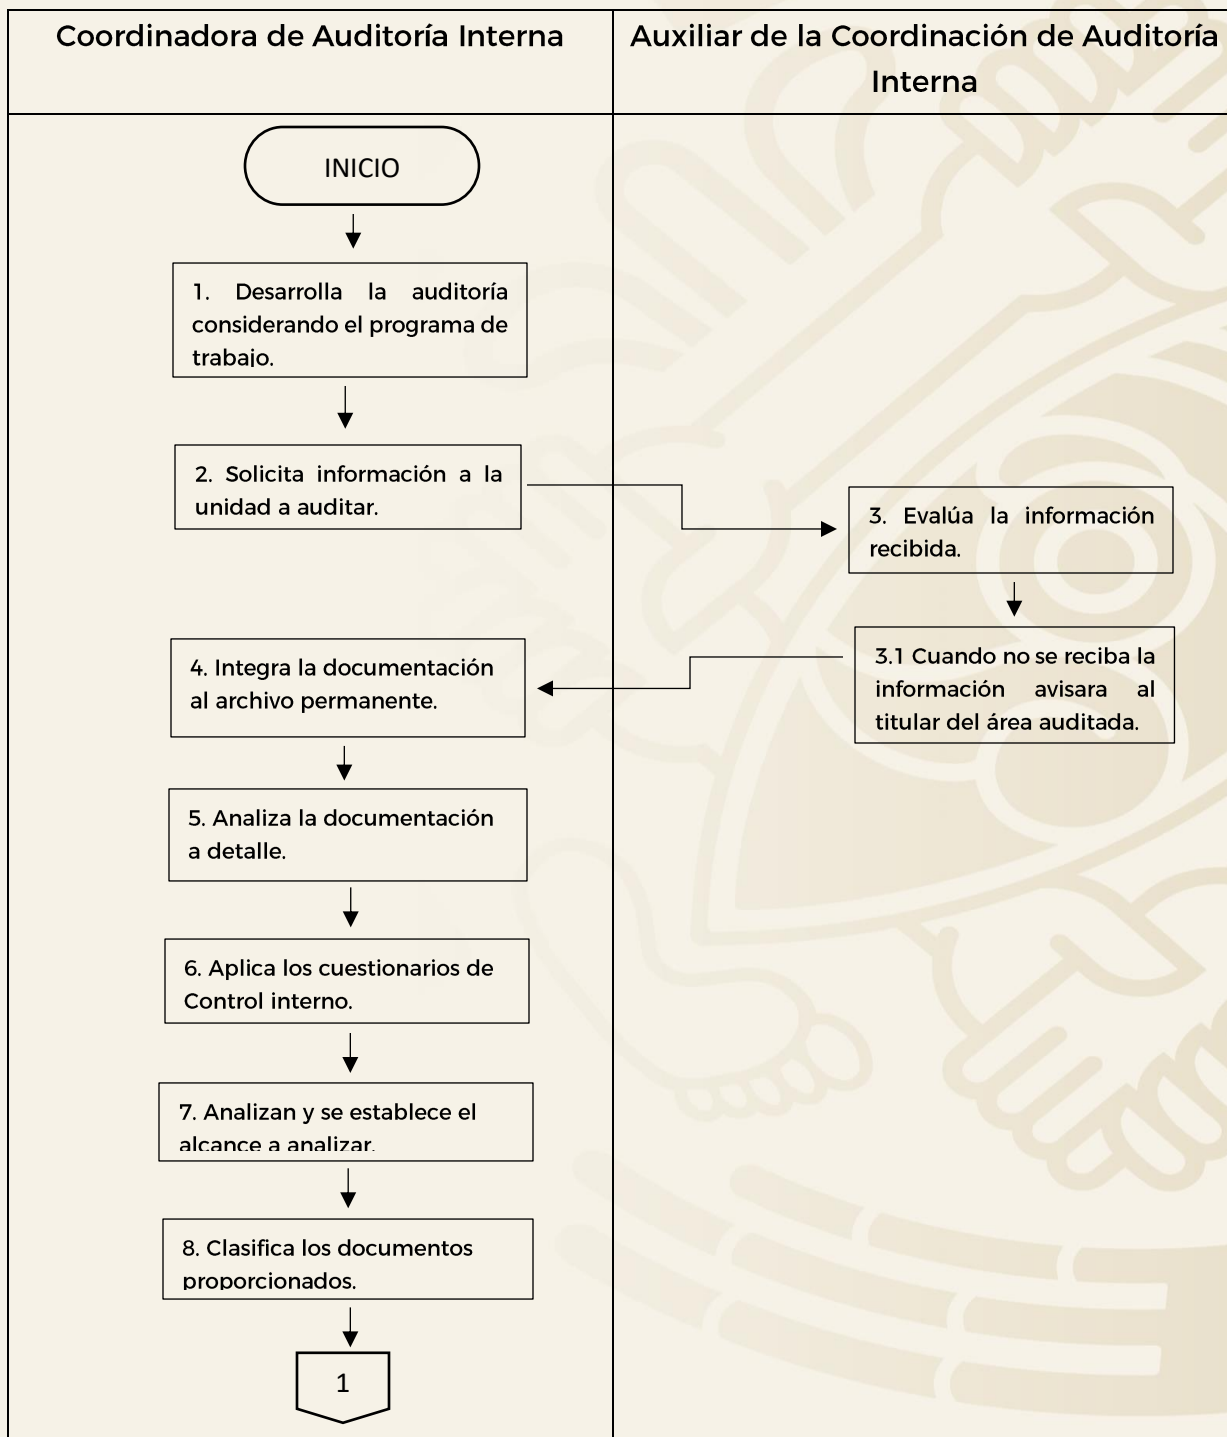 Coordinadora de Auditoría Interna
Auxiliar de la Coordinación de Auditoría
Interna
INICIO
1. Desarrolla la auditoría
considerando el programa de
trabajo.
2. Solicita información a la
unidad a auditar.
3. Evalúa la información
recibida.
3.1 Cuando no se reciba la
información avisara al
titular del área auditada.
4. Integra la documentación
al archivo permanente.
5. Analiza la documentación
a detalle.
6. Aplica los cuestionarios de
Control interno.
7. Analizan y se establece el
alcance a analizar.
8. Clasifica los documentos
proporcionados.
1